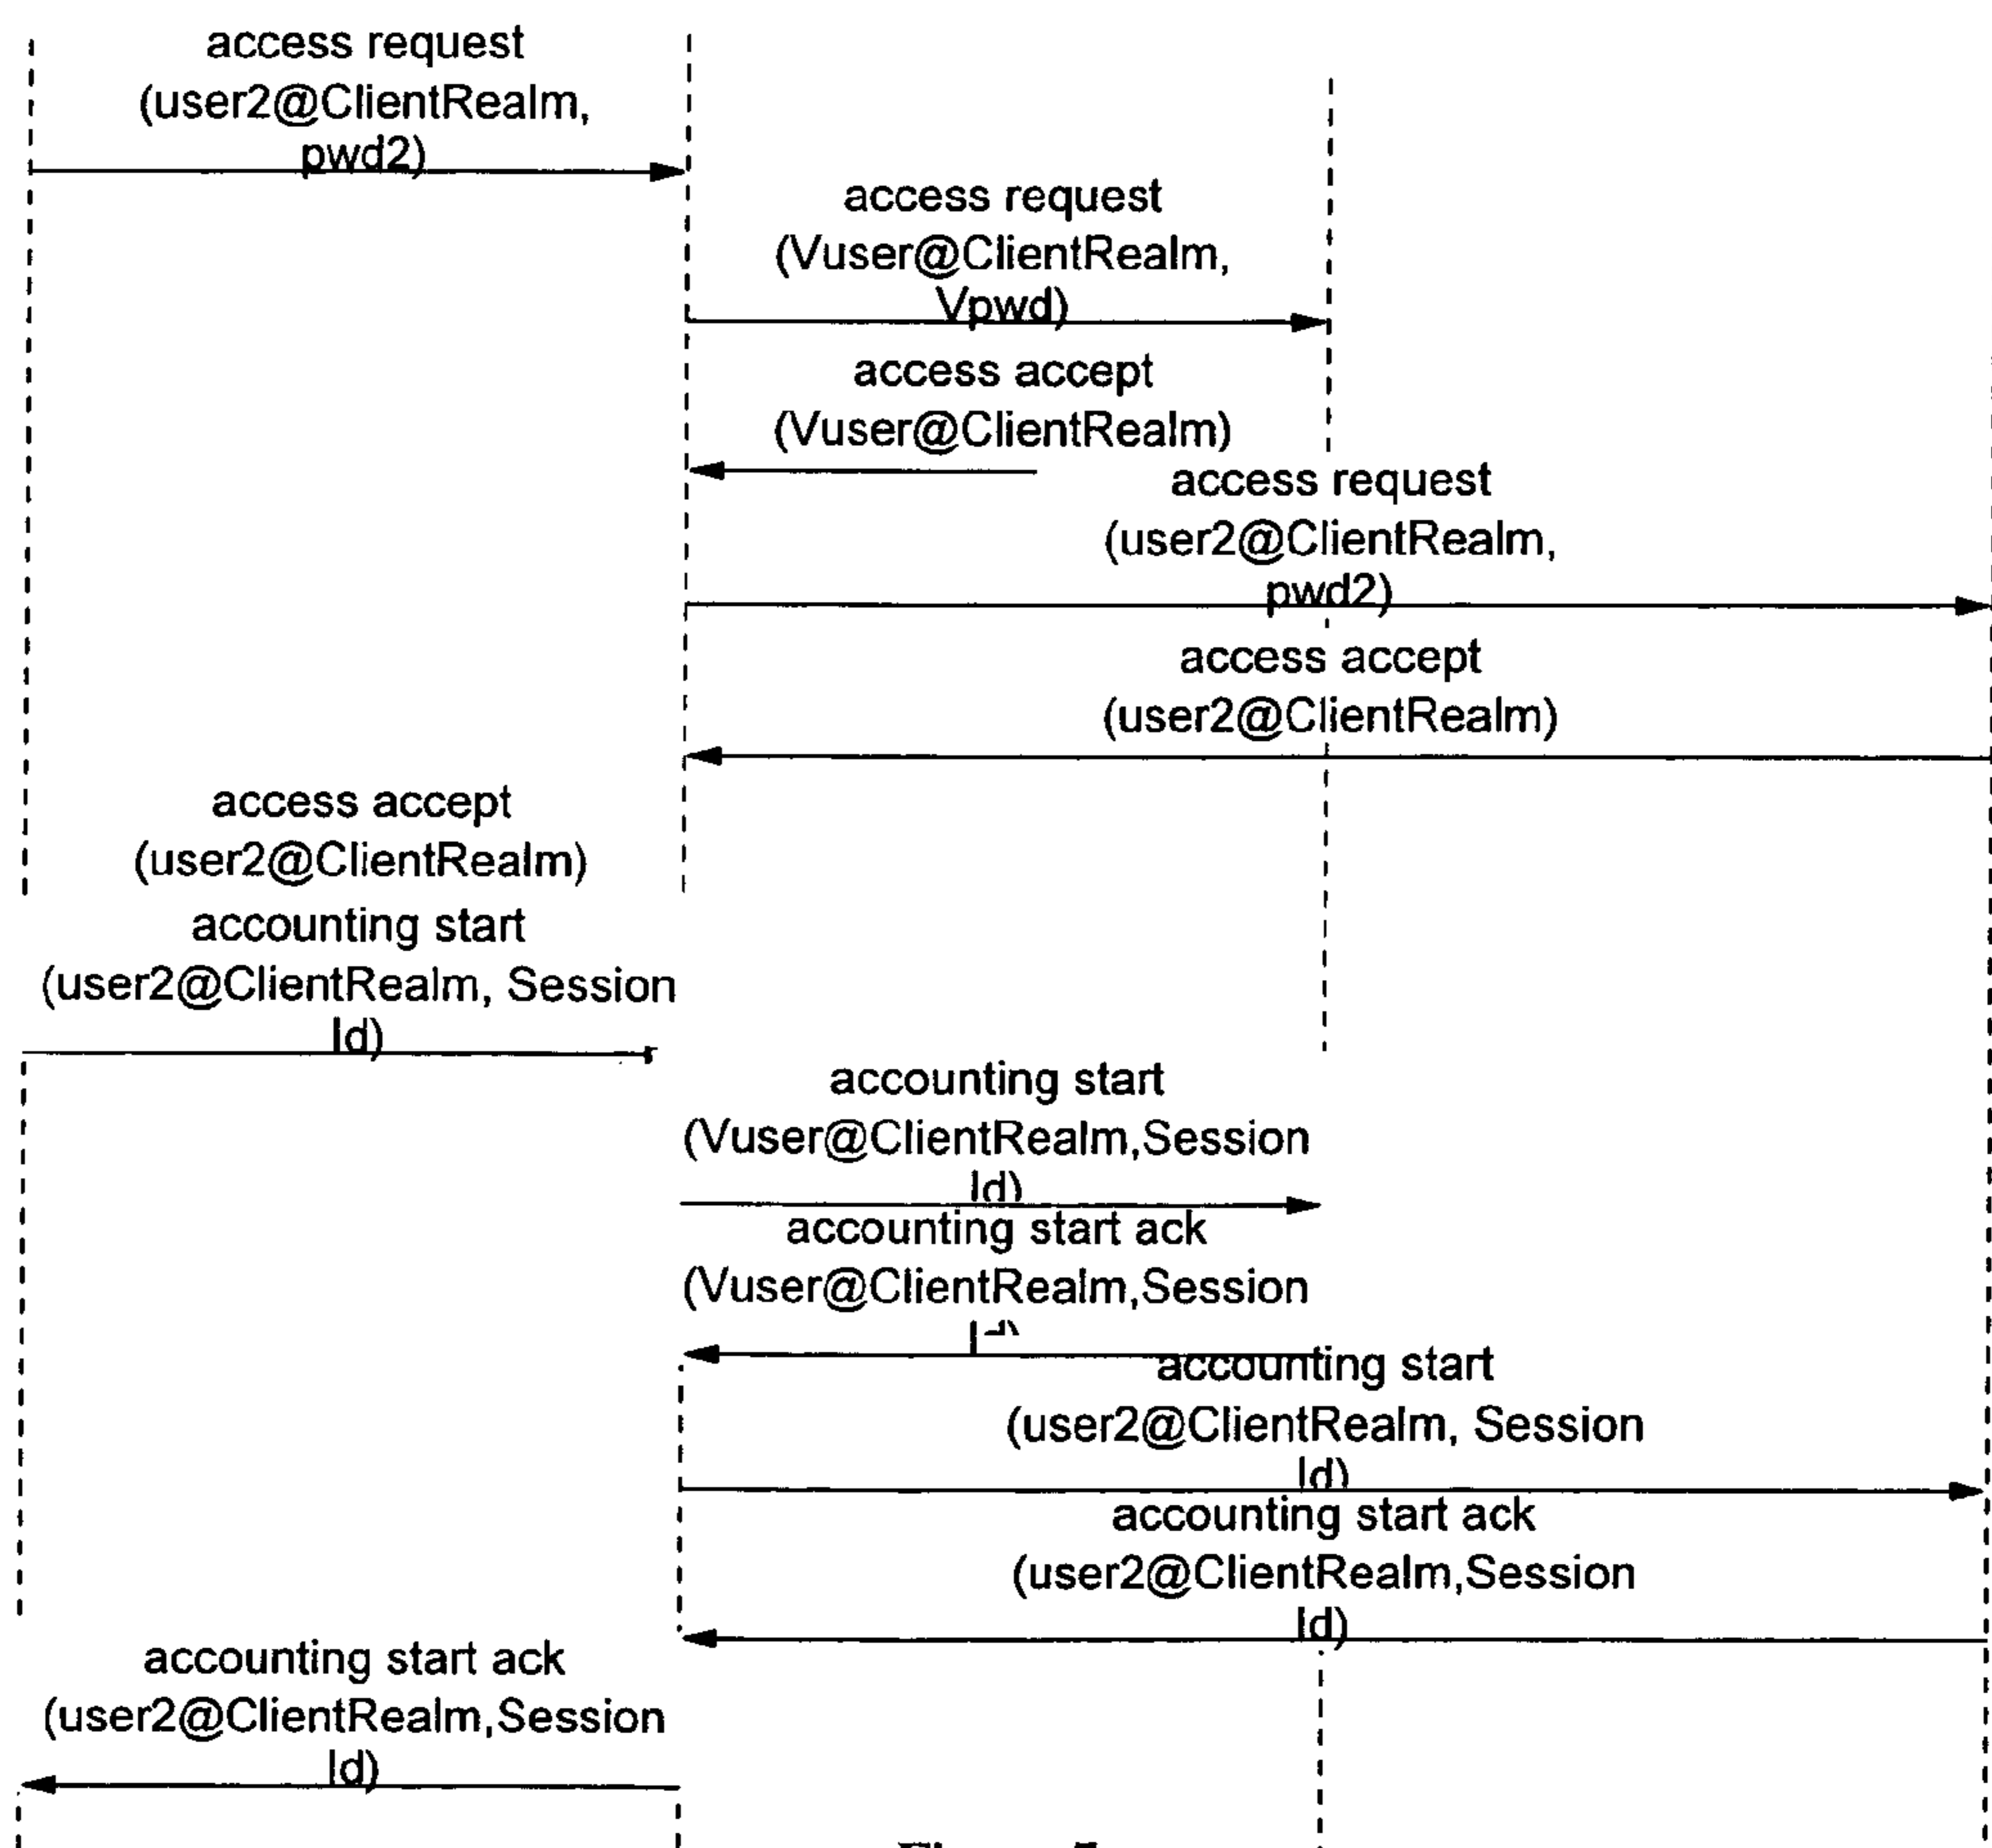 access request
(user2@ClientRealm,
pwd2)
access request
(Vuser@ClientRealm,
Vpwd)
access accept
(Vuser@ClientRealm)
access request
(user2@ClientRealm,
pwd2)
access accept
(user2@ClientRealm)
access accept
(user2@ClientRealm)
accounting start
(user2@ClientRealm, Session
Id)
accounting start
(Vuser@ClientRealm,Session
Id)
accounting start ack
(Vuser@ClientRealm,Session
accounting start
(user2@ClientRealm, Session
Id)
accounting start ack
(user2@ClientRealm,Session
Id)
accounting start ack
(user2@ClientRealm,Session
Id)